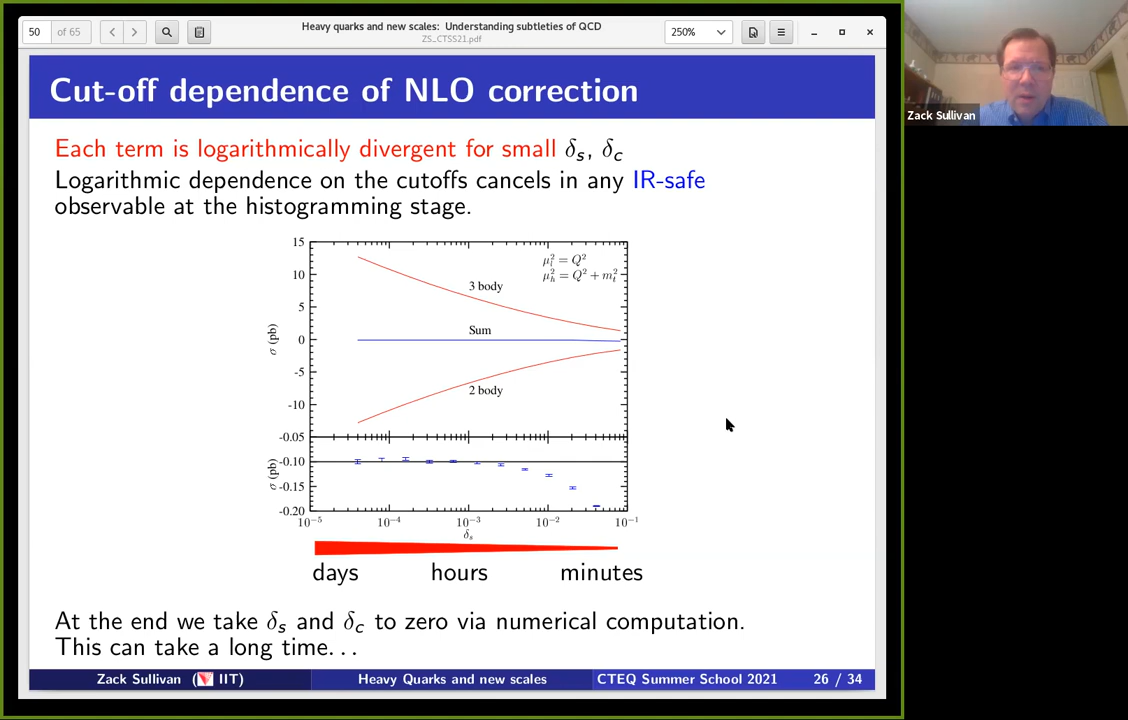 50 of 65
Heavy quarks and new scales: Understanding subtleties of QCD
ZS_CTSS21.pdf
250%
Cut-off dependence of NLO correction
Each term is logarithmically divergent for small δs, δc
Logarithmic dependence on the cutoffs cancels in any IR-safe
observable at the histogramming stage.
15
10
5
0
-5
-10
σ (pb)
μl² = Q²
μh² = Q² + mt²
3 body
Sum
2 body
-0.05
-0.10
-0.15
-0.20
σ (pb)
10⁻⁵ 10⁻⁴ 10⁻³ 10⁻² 10⁻¹
δs
days hours minutes
At the end we take δs and δc to zero via numerical computation.
This can take a long time...
Zack Sullivan ( IIT) Heavy Quarks and new scales CTEQ Summer School 2021 26 / 34
Zack Sullivan